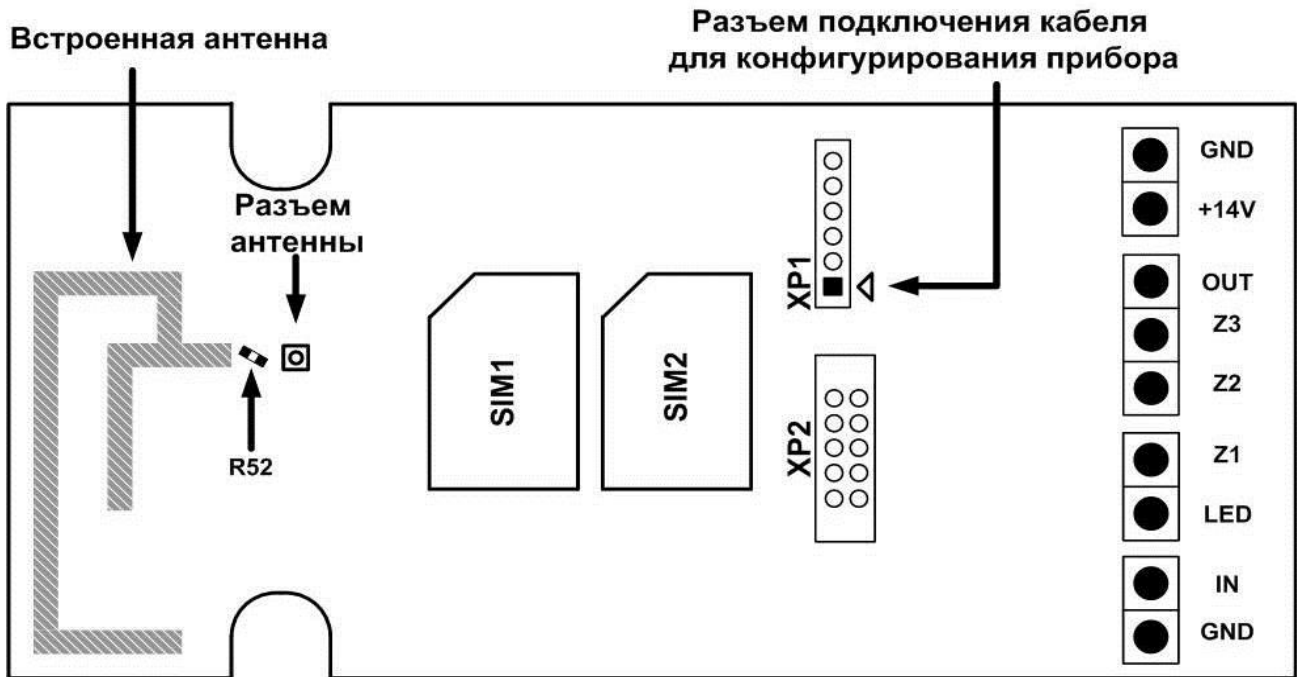 Встроенная антенна
Разъем подключения кабеля
для конфигурирования прибора
Разъем
антенны
R52
SIM1
SIM2
XP1
XP2
GND
+14V
OUT
Z3
Z2
Z1
LED
IN
GND